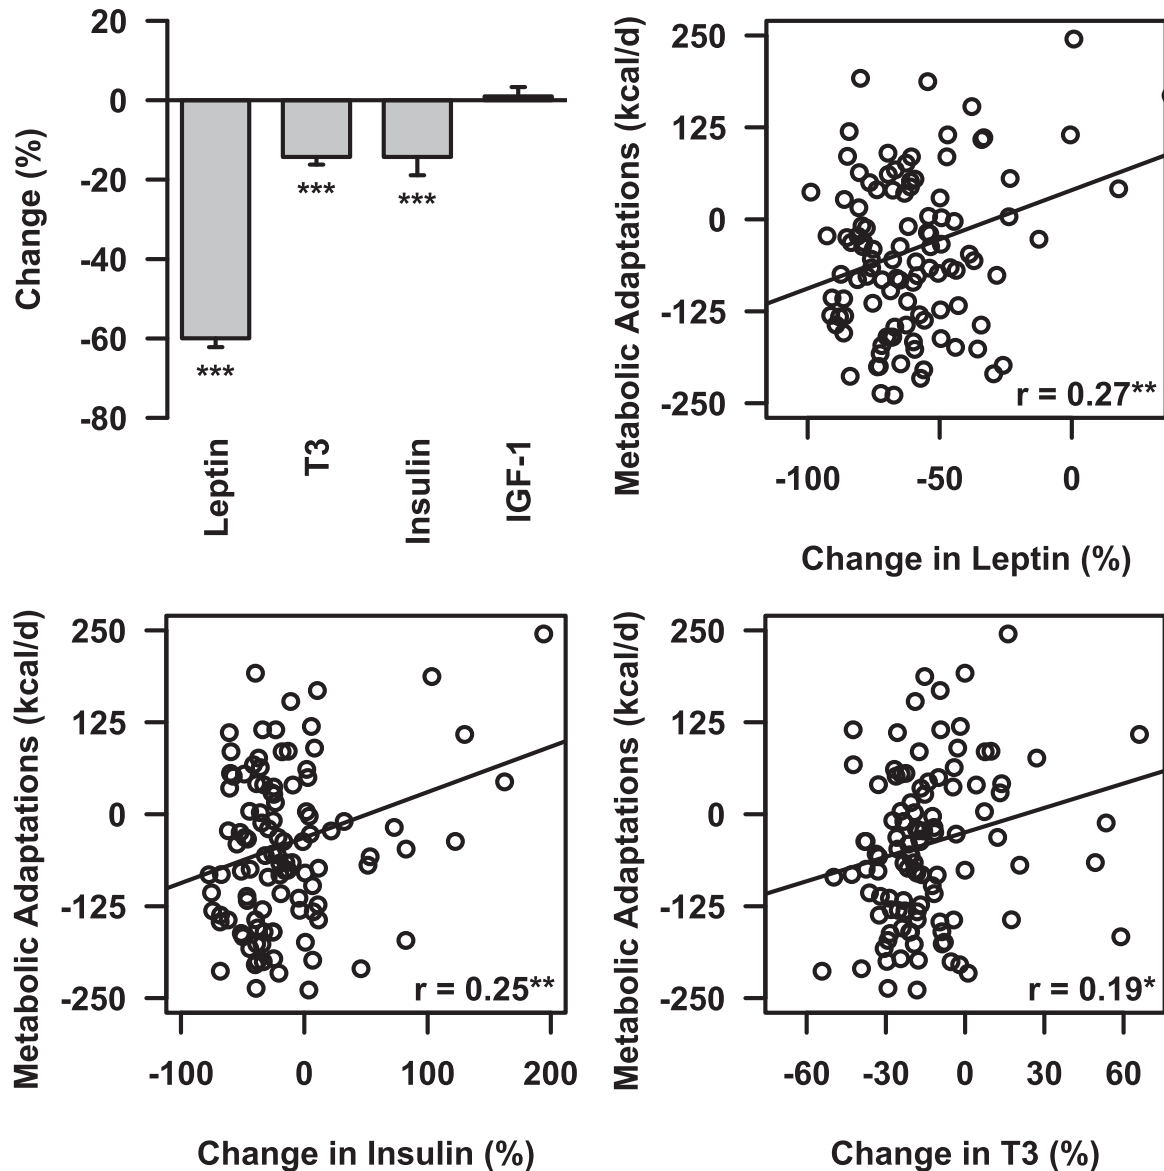 Change (%)
20
0
-20
-40
-60
-80
***
***
***
Leptin
T3
Insulin
IGF-1
Metabolic Adaptations (kcal/d)
250
125
0
-125
-250
r = 0.27**
-100
-50
0
Change in Leptin (%)
Metabolic Adaptations (kcal/d)
250
125
0
-125
-250
r = 0.25**
-100
0
100
200
Change in Insulin (%)
Metabolic Adaptations (kcal/d)
250
125
0
-125
-250
r = 0.19*
-60
-30
0
30
60
Change in T3 (%)